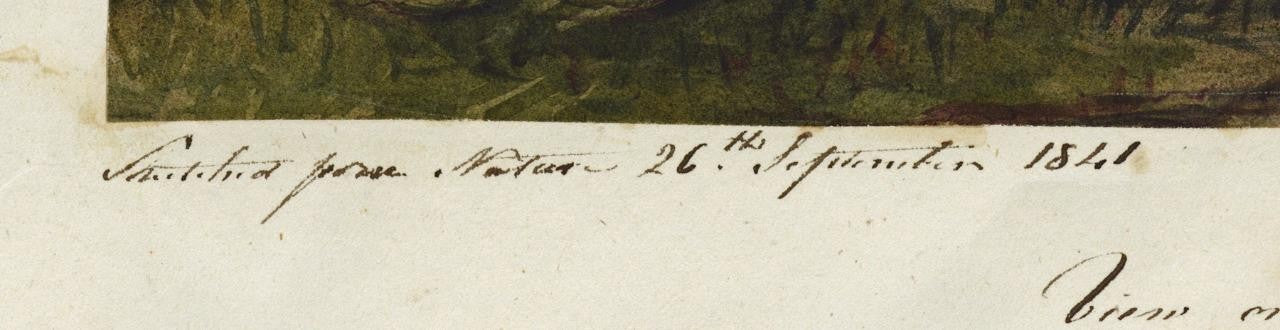 Sketched from Nature 26th September 1841
View